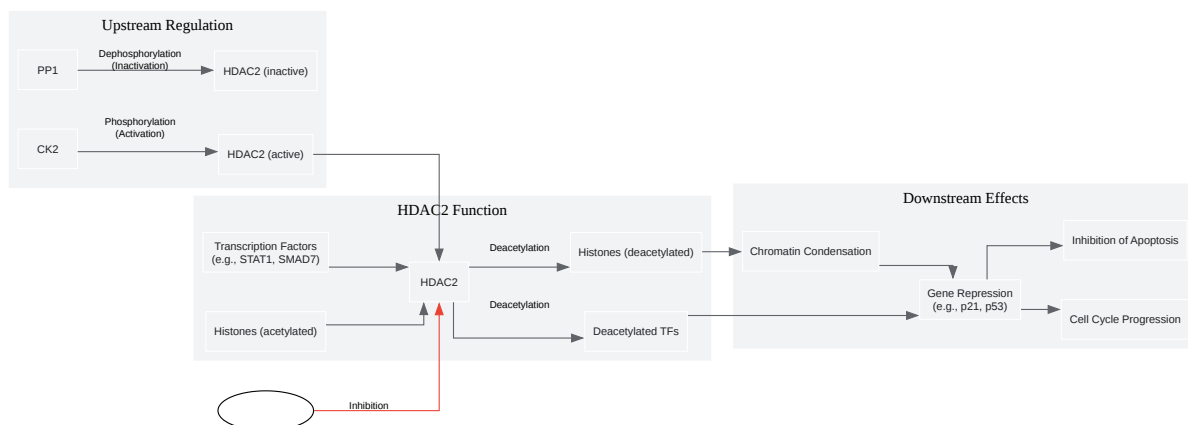 Upstream Regulation
PP1
Dephosphorylation
(Inactivation)
HDAC2 (inactive)
CK2
Phosphorylation
(Activation)
HDAC2 (active)
HDAC2 Function
Transcription Factors
(e.g., STAT1, SMAD7)
Histones (acetylated)
HDAC2
Deacetylation
Histones (deacetylated)
Deacetylation
Deacetylated TFs
Downstream Effects
Chromatin Condensation
Gene Repression
(e.g., p21, p53)
Inhibition of Apoptosis
Cell Cycle Progression
Inhibition